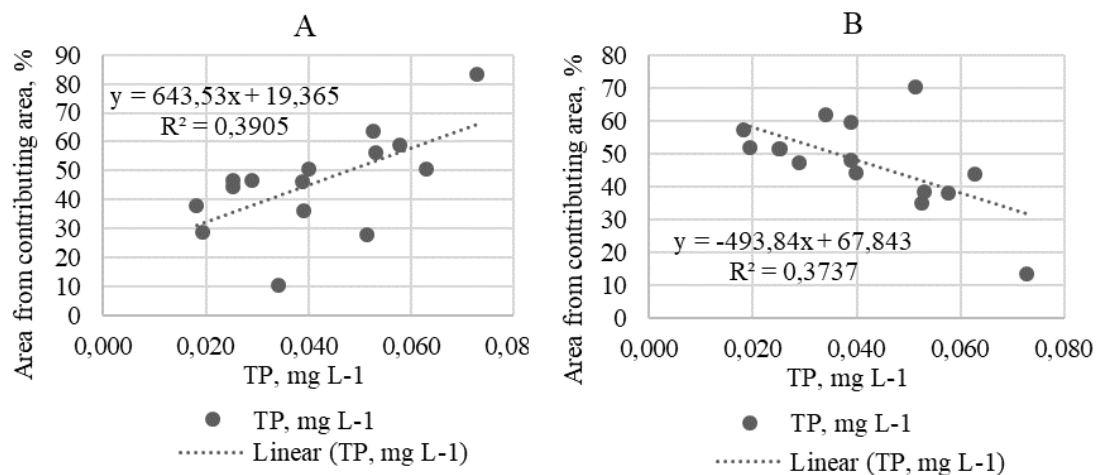 A
Area from contributing area, %
90
80
70
60
50
40
30
20
10
0
y = 643,53x + 19,365
R² = 0,3905
0,000 0,020 0,040 0,060 0,08
TP, mg L-1
TP, mg L-1
Linear (TP, mg L-1)
B
Area from contributing area, %
80
70
60
50
40
30
20
10
0
y = -493,84x + 67,843
R² = 0,3737
0,000 0,020 0,040 0,060 0,080
TP, mg L-1
TP, mg L-1
Linear (TP, mg L-1)